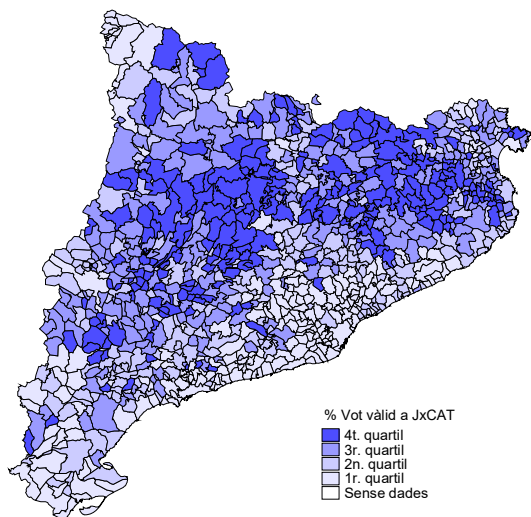 % Vot vàlid a JxCAT
4t. quartil
3r. quartil
2n. quartil
1r. quartil
Sense dades